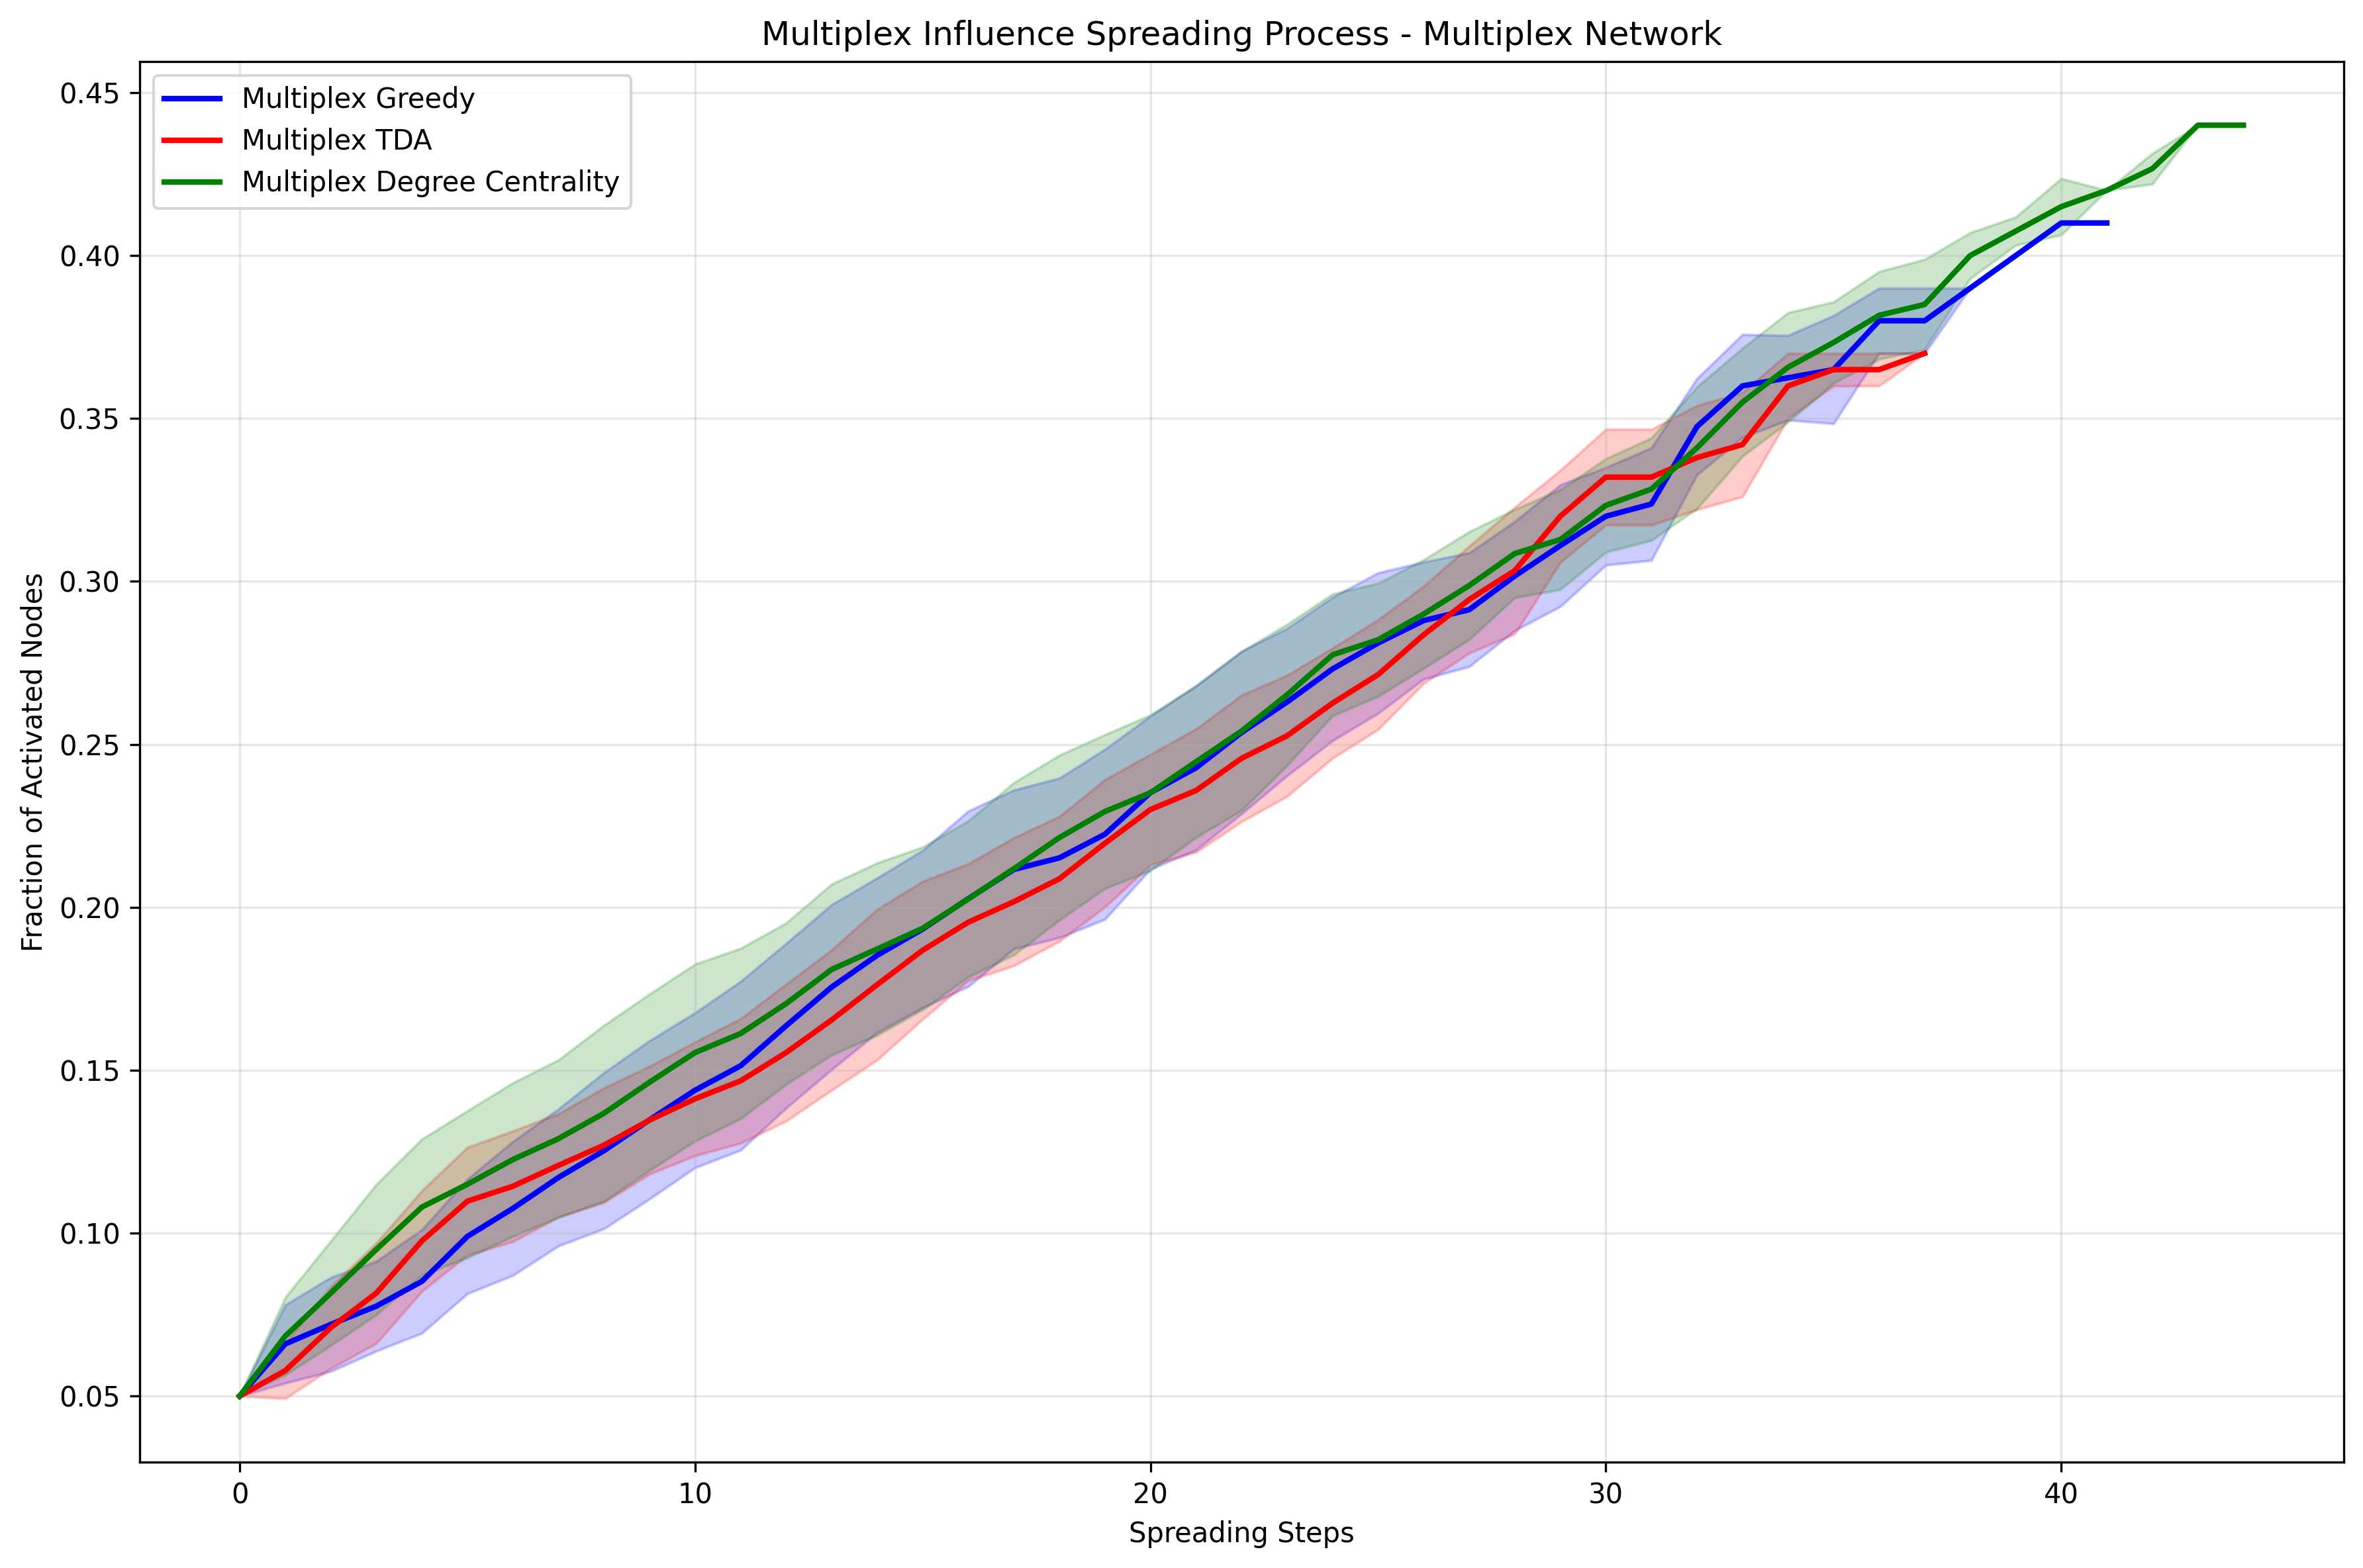 Multiplex Influence Spreading Process - Multiplex Network
Multiplex Greedy
Multiplex TDA
Multiplex Degree Centrality
Fraction of Activated Nodes
0.45
0.40
0.35
0.30
0.25
0.20
0.15
0.10
0.05
0 10 20 30 40
Spreading Steps